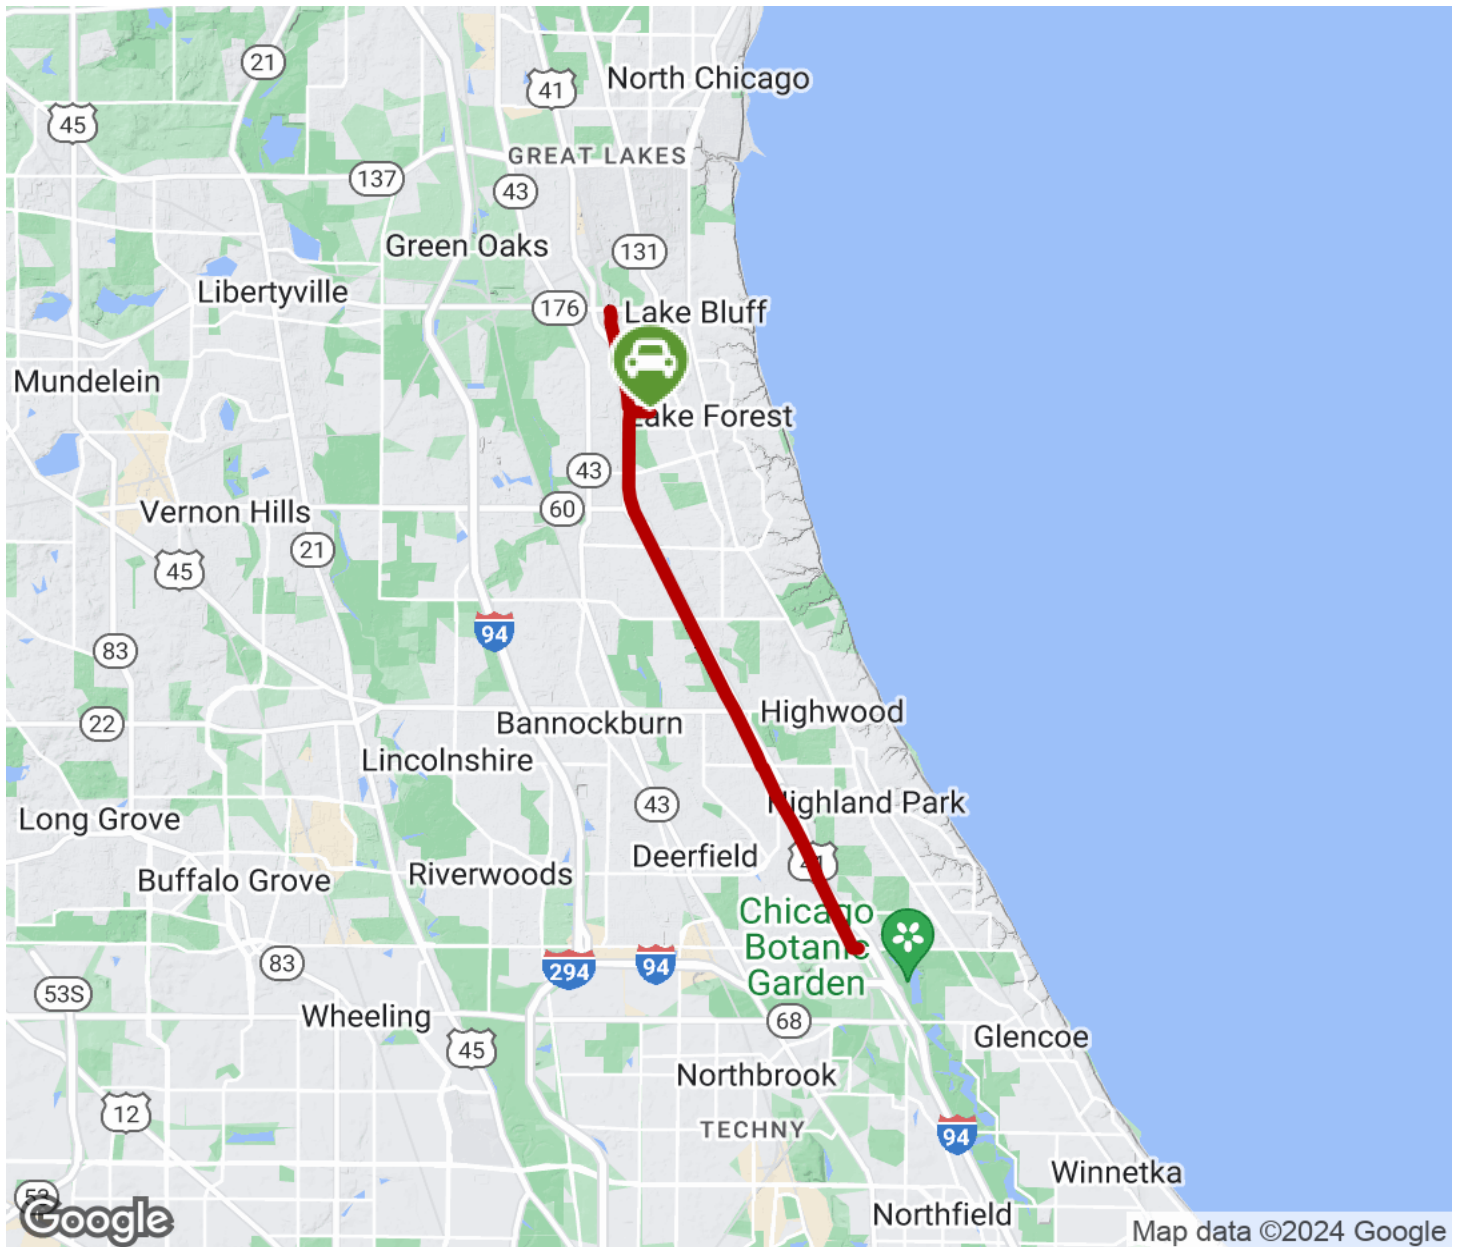 21
41
North Chicago
45
GREAT LAKES
137
43
Green Oaks
131
Libertyville
176
Lake Bluff
Mundelein
Lake Forest
43
60
Vernon Hills
21
45
94
83
22
Highwood
Bannockburn
Lincolnshire
Highland Park
43
Long Grove
Deerfield
41
Riverwoods
Buffalo Grove
Chicago
Botanic
Garden
83
294
94
53S
Wheeling
68
45
Glencoe
Northbrook
12
TECHNY
94
Winnetka
53
Northfield
Google
Map data ©2024 Google